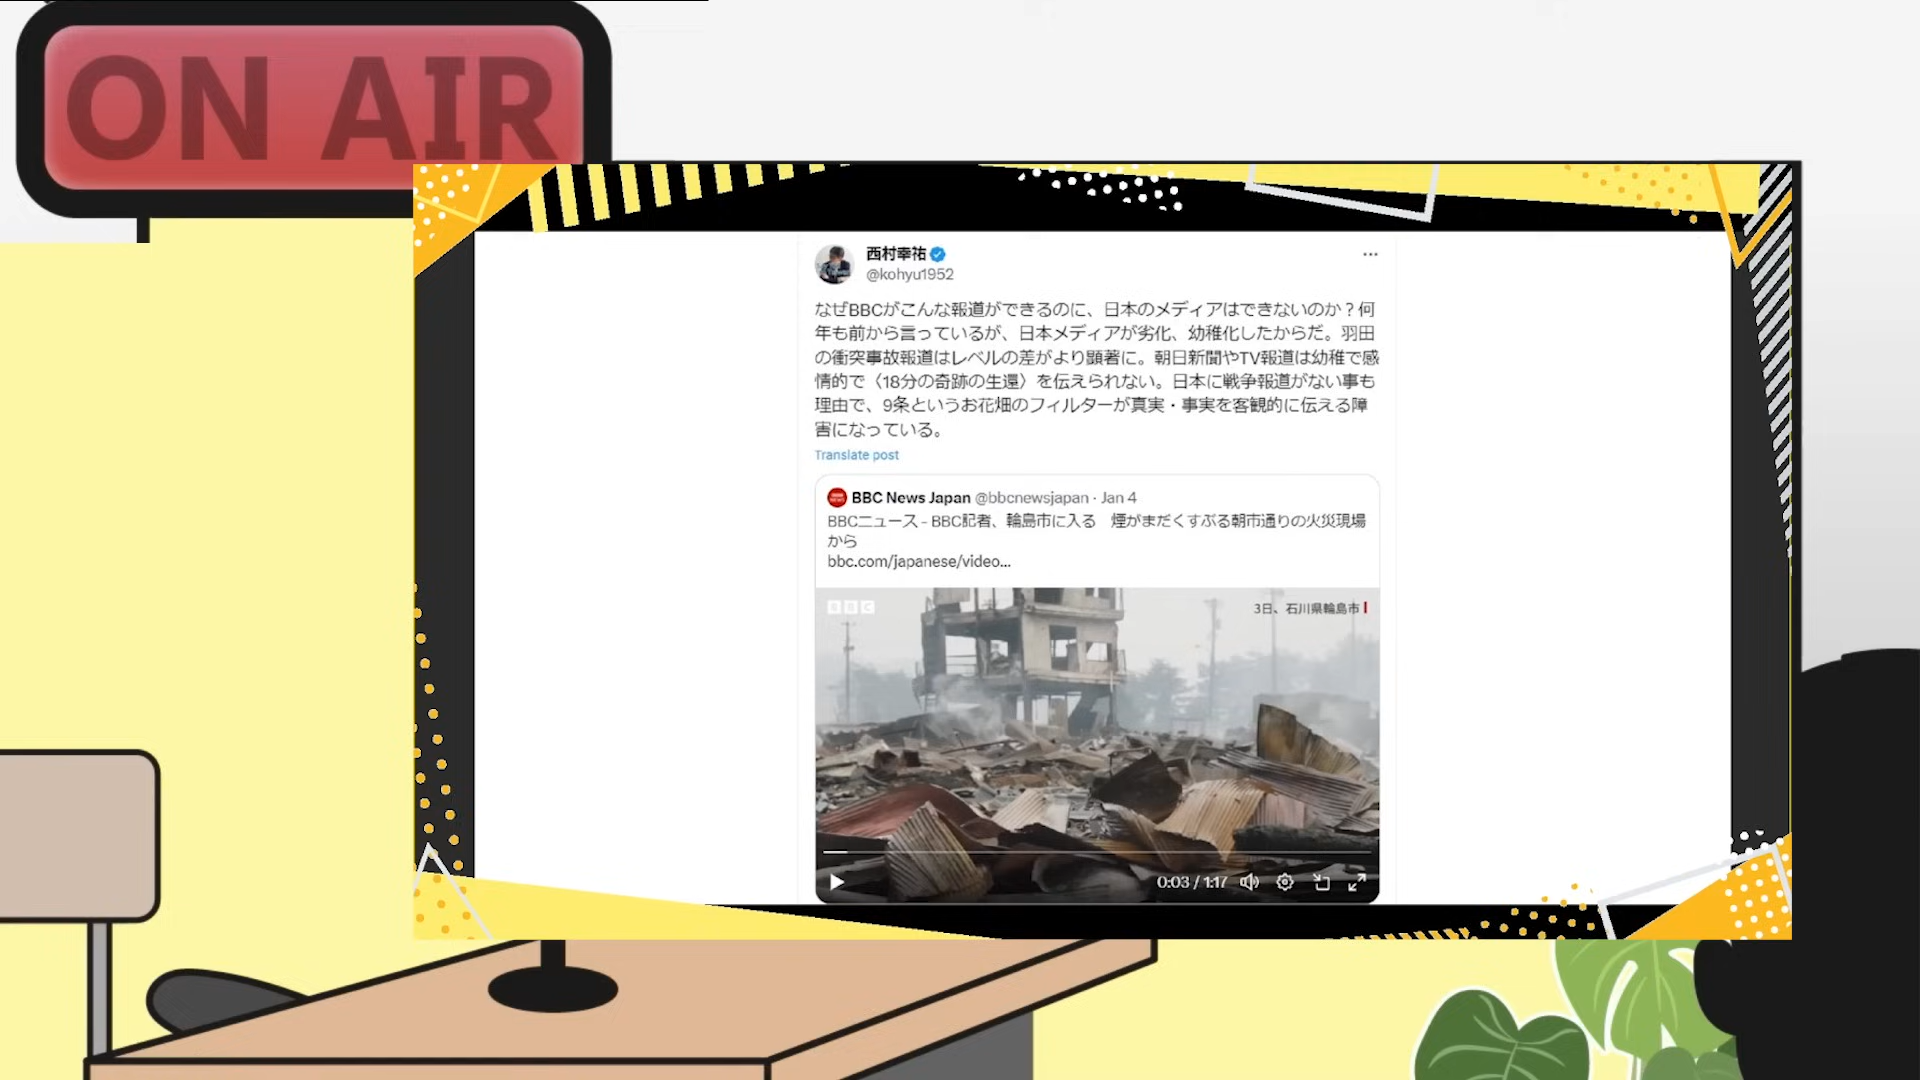 ON AIR
西村幸祐
@kohyu1952
なぜBBCがこんな報道ができるのに、日本のメディアはできないのか？何
年も前から言っているが、日本メディアが劣化、幼稚化したからだ。羽田
の衝突事故報道はレベルの差がより顕著に。朝日新聞やTV報道は幼稚で感
情的で〈18分の奇跡の生還〉を伝えられない。日本に戦争報道がない事も
理由で、9条というお花畑のフィルターが真実・事実を客観的に伝える障
害になっている。
Translate post
BBC News Japan @bbcnewsjapan · Jan 4
BBCニュース - BBC記者、輪島市に入る　煙がまだくすぶる朝市通りの火災現場
から
bbc.com/japanese/video...
BBC
3日、石川県輪島市
0:03 / 1:17